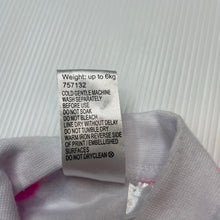 Weight: up to 6kg
757132
COLD GENTLE MACHINE
WASH SEPARATELY
BEFORE USE
DO NOT SOAK
DO NOT BLEACH
LINE DRY WITHOUT DELAY
DO NOT TUMBLE DRY
WARM IRON REVERSE SIDE
OF PRINT / EMBELLISHED
SURFACES
DO NOT DRYCLEAN